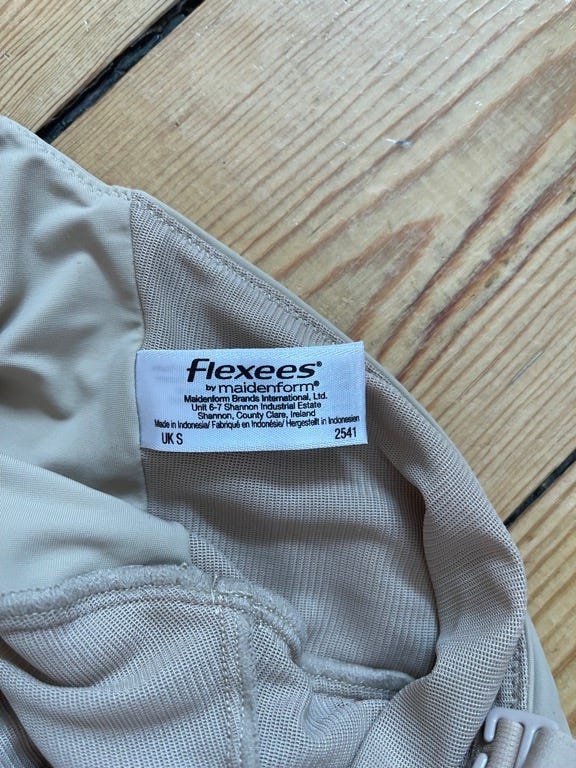 flexees®
by maidenform®
Maidenform Brands International, Ltd.
Unit 6-7 Shannon Industrial Estate
Shannon, County Clare, Ireland
Made in Indonesia/ Fabriqué en Indonésie/ Hergestellt in Indonesien
UK S 2541